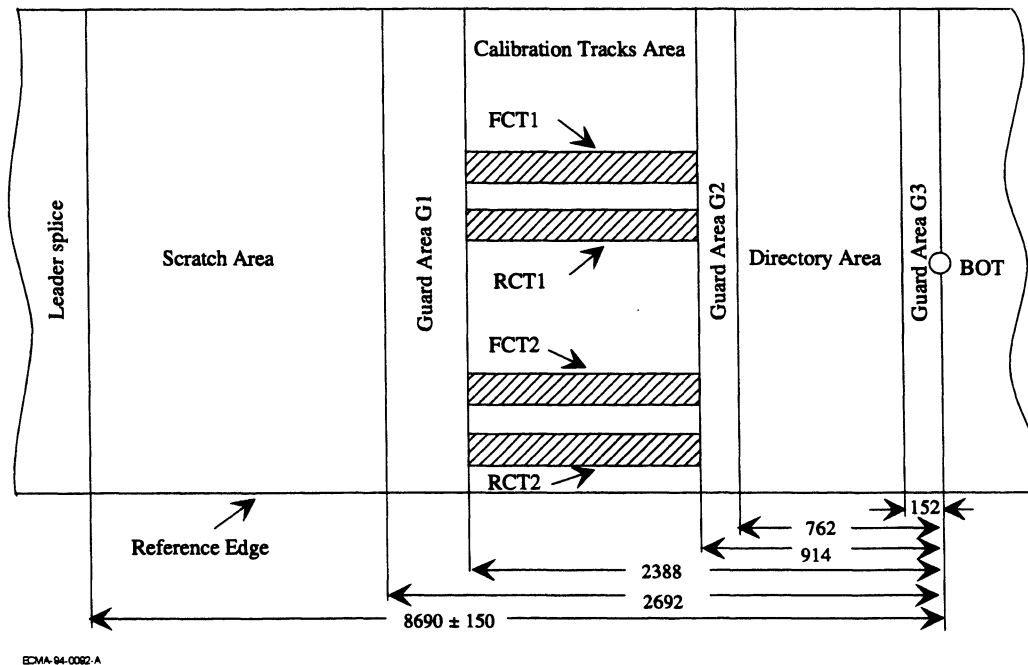 Calibration Tracks Area
FCT1
RCT1
FCT2
RCT2
Leader splice
Scratch Area
Guard Area G1
Guard Area G2
Directory Area
Guard Area G3
BOT
Reference Edge
152
762
914
2388
2692
8690 ± 150
ECMA-94-0092-A